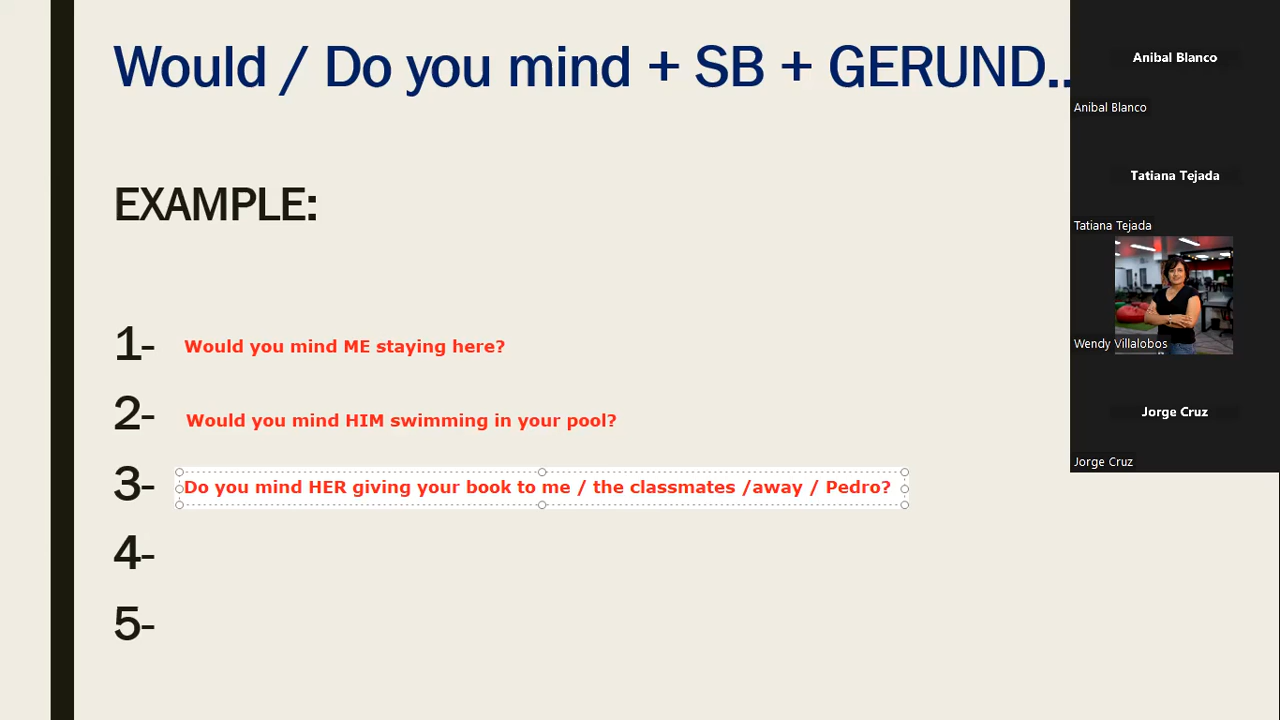 Would / Do you mind + SB + GERUND..
EXAMPLE:
1- Would you mind ME staying here?
2- Would you mind HIM swimming in your pool?
3- Do you mind HER giving your book to me / the classmates /away / Pedro?
4-
5-
Anibal Blanco
Anibal Blanco
Tatiana Tejada
Tatiana Tejada
Wendy Villalobos
Jorge Cruz
Jorge Cruz